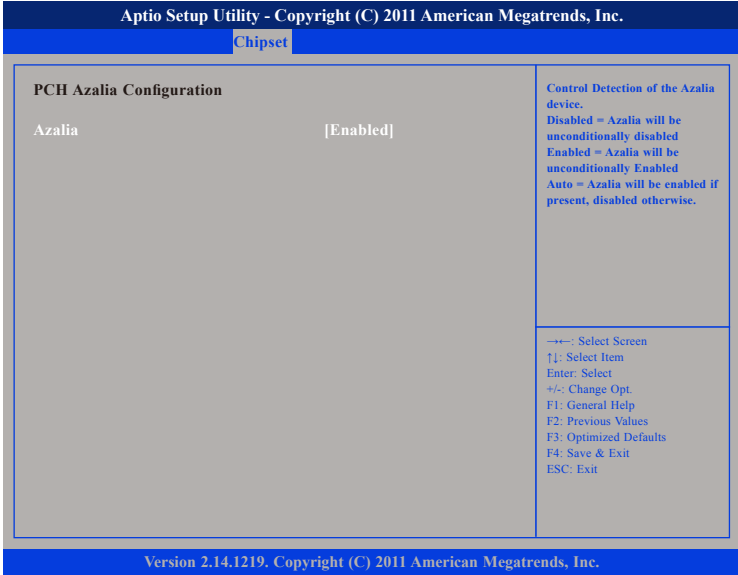 Aptio Setup Utility - Copyright (C) 2011 American Megatrends, Inc.
Chipset
PCH Azalia Configuration
Azalia [Enabled]
Control Detection of the Azalia
device.
Disabled = Azalia will be
unconditionally disabled
Enabled = Azalia will be
unconditionally Enabled
Auto = Azalia will be enabled if
present, disabled otherwise.
→←: Select Screen
↑↓: Select Item
Enter: Select
+/-: Change Opt.
F1: General Help
F2: Previous Values
F3: Optimized Defaults
F4: Save & Exit
ESC: Exit
Version 2.14.1219. Copyright (C) 2011 American Megatrends, Inc.